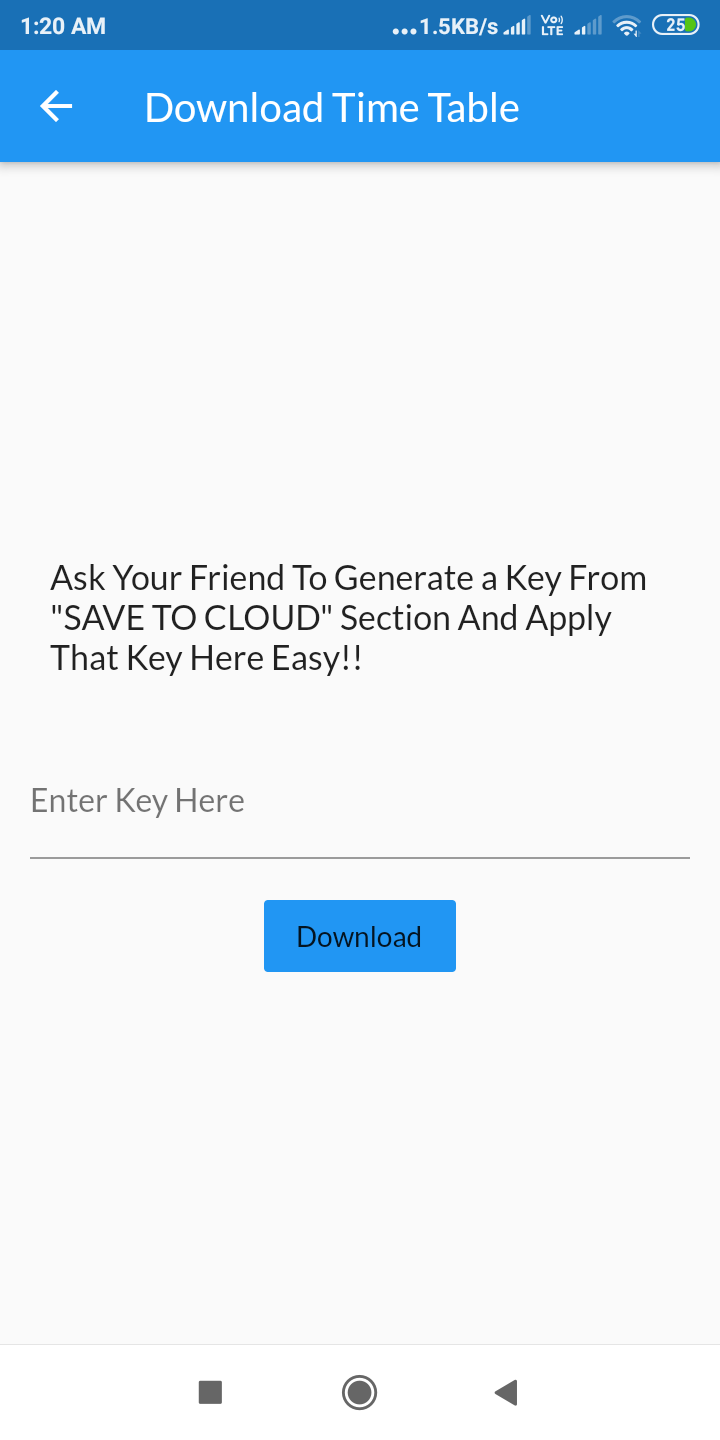 1:20 AM ...1.5KB/s Vo)) LTE 25
Download Time Table
Ask Your Friend To Generate a Key From
"SAVE TO CLOUD" Section And Apply
That Key Here Easy!!
Enter Key Here
Download